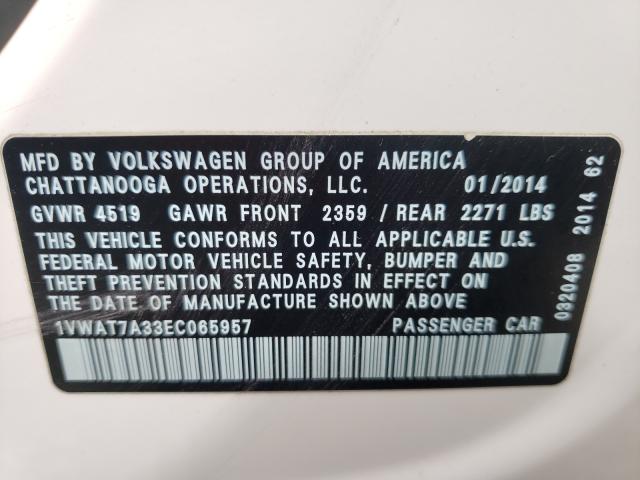 MFD BY VOLKSWAGEN GROUP OF AMERICA
CHATTANOOGA OPERATIONS, LLC. 01/2014
GVWR 4519 GAWR FRONT 2359 / REAR 2271 LBS
THIS VEHICLE CONFORMS TO ALL APPLICABLE U.S.
FEDERAL MOTOR VEHICLE SAFETY, BUMPER AND
THEFT PREVENTION STANDARDS IN EFFECT ON
THE DATE OF MANUFACTURE SHOWN ABOVE
1VWAT7A33EC065957 PASSENGER CAR
0320408 2014 62